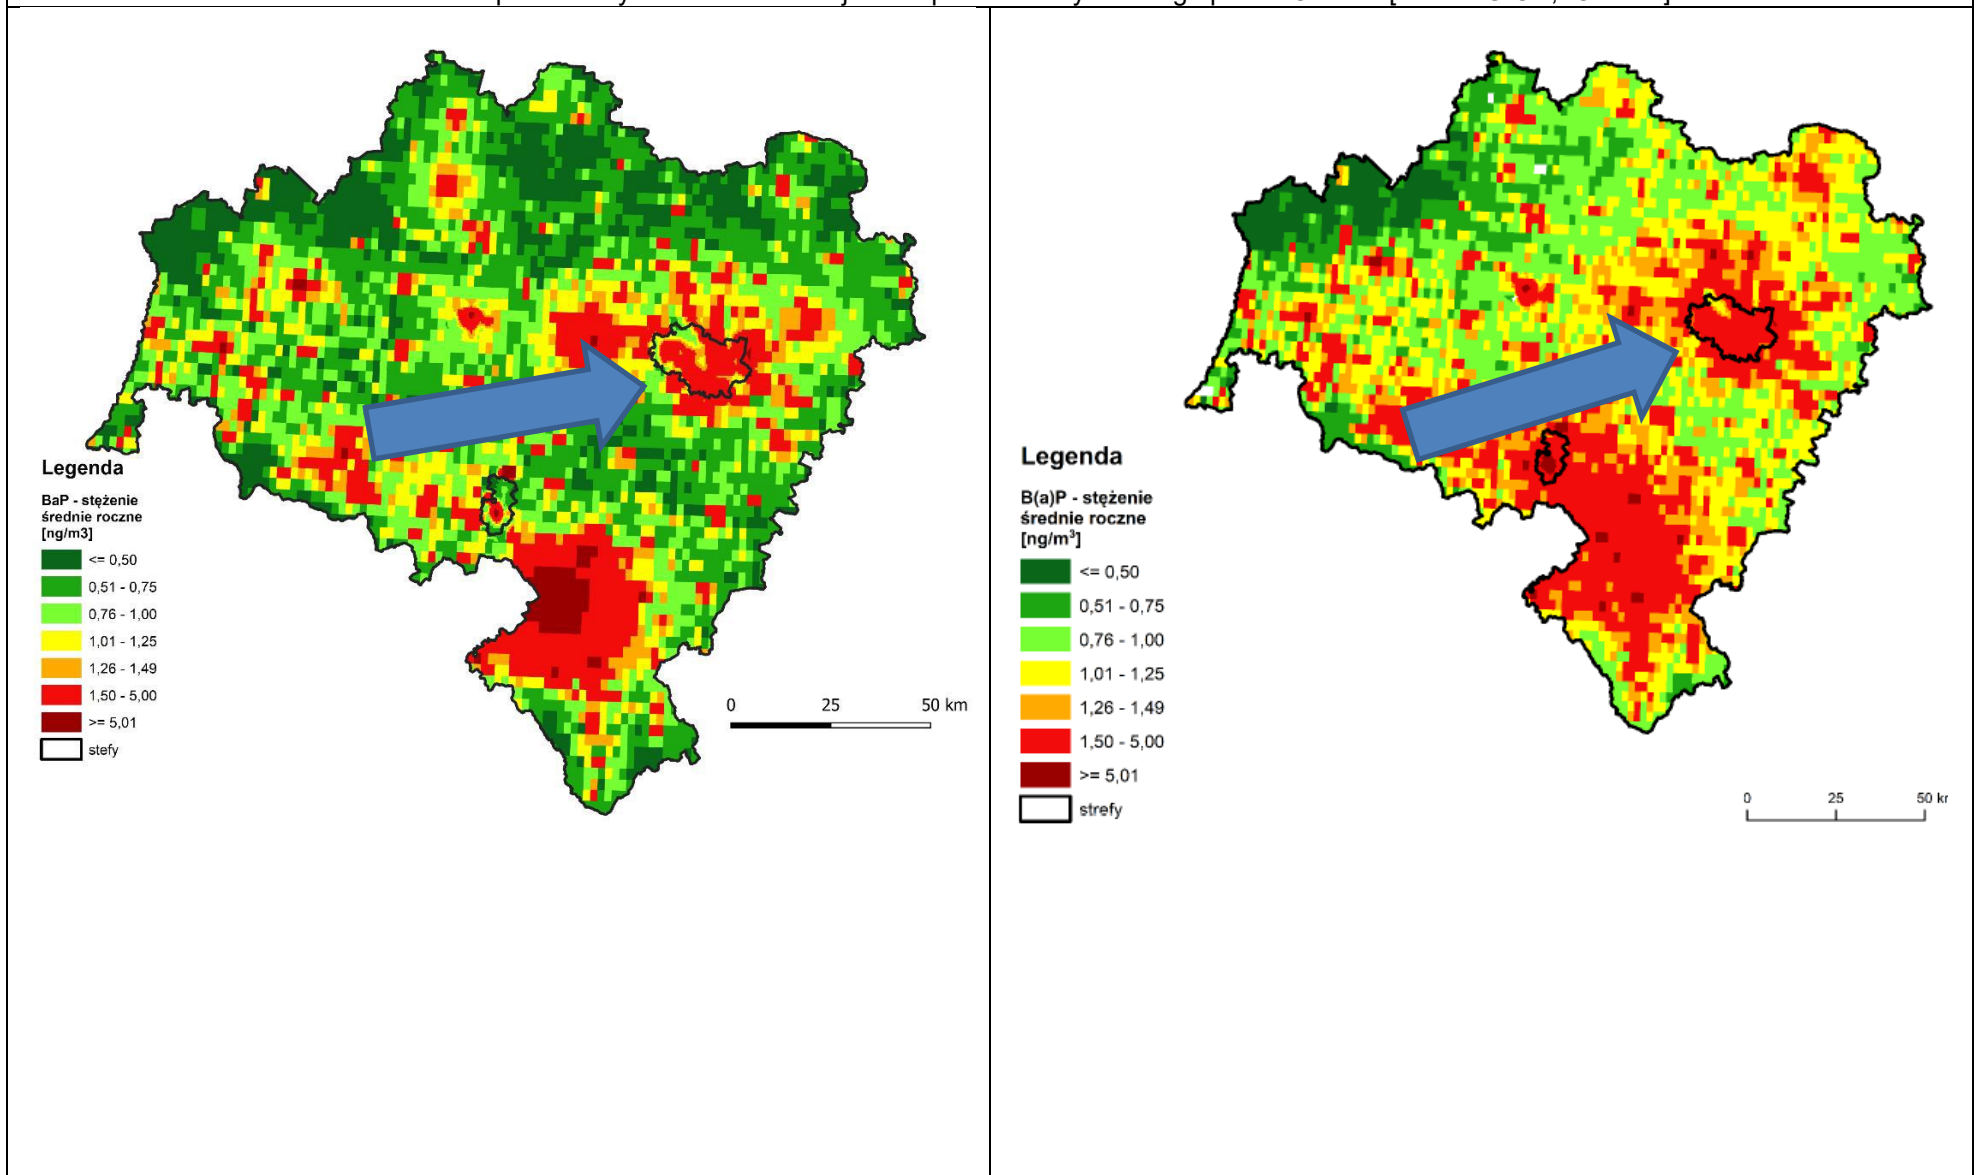 Legenda
BaP - stężenie
średnie roczne
[ng/m3]
<= 0,50
0,51 - 0,75
0,76 - 1,00
1,01 - 1,25
1,26 - 1,49
1,50 - 5,00
>= 5,01
stefy
0 25 50 km
Legenda
B(a)P - stężenie
średnie roczne
[ng/m³]
<= 0,50
0,51 - 0,75
0,76 - 1,00
1,01 - 1,25
1,26 - 1,49
1,50 - 5,00
>= 5,01
strefy
0 25 50 kr